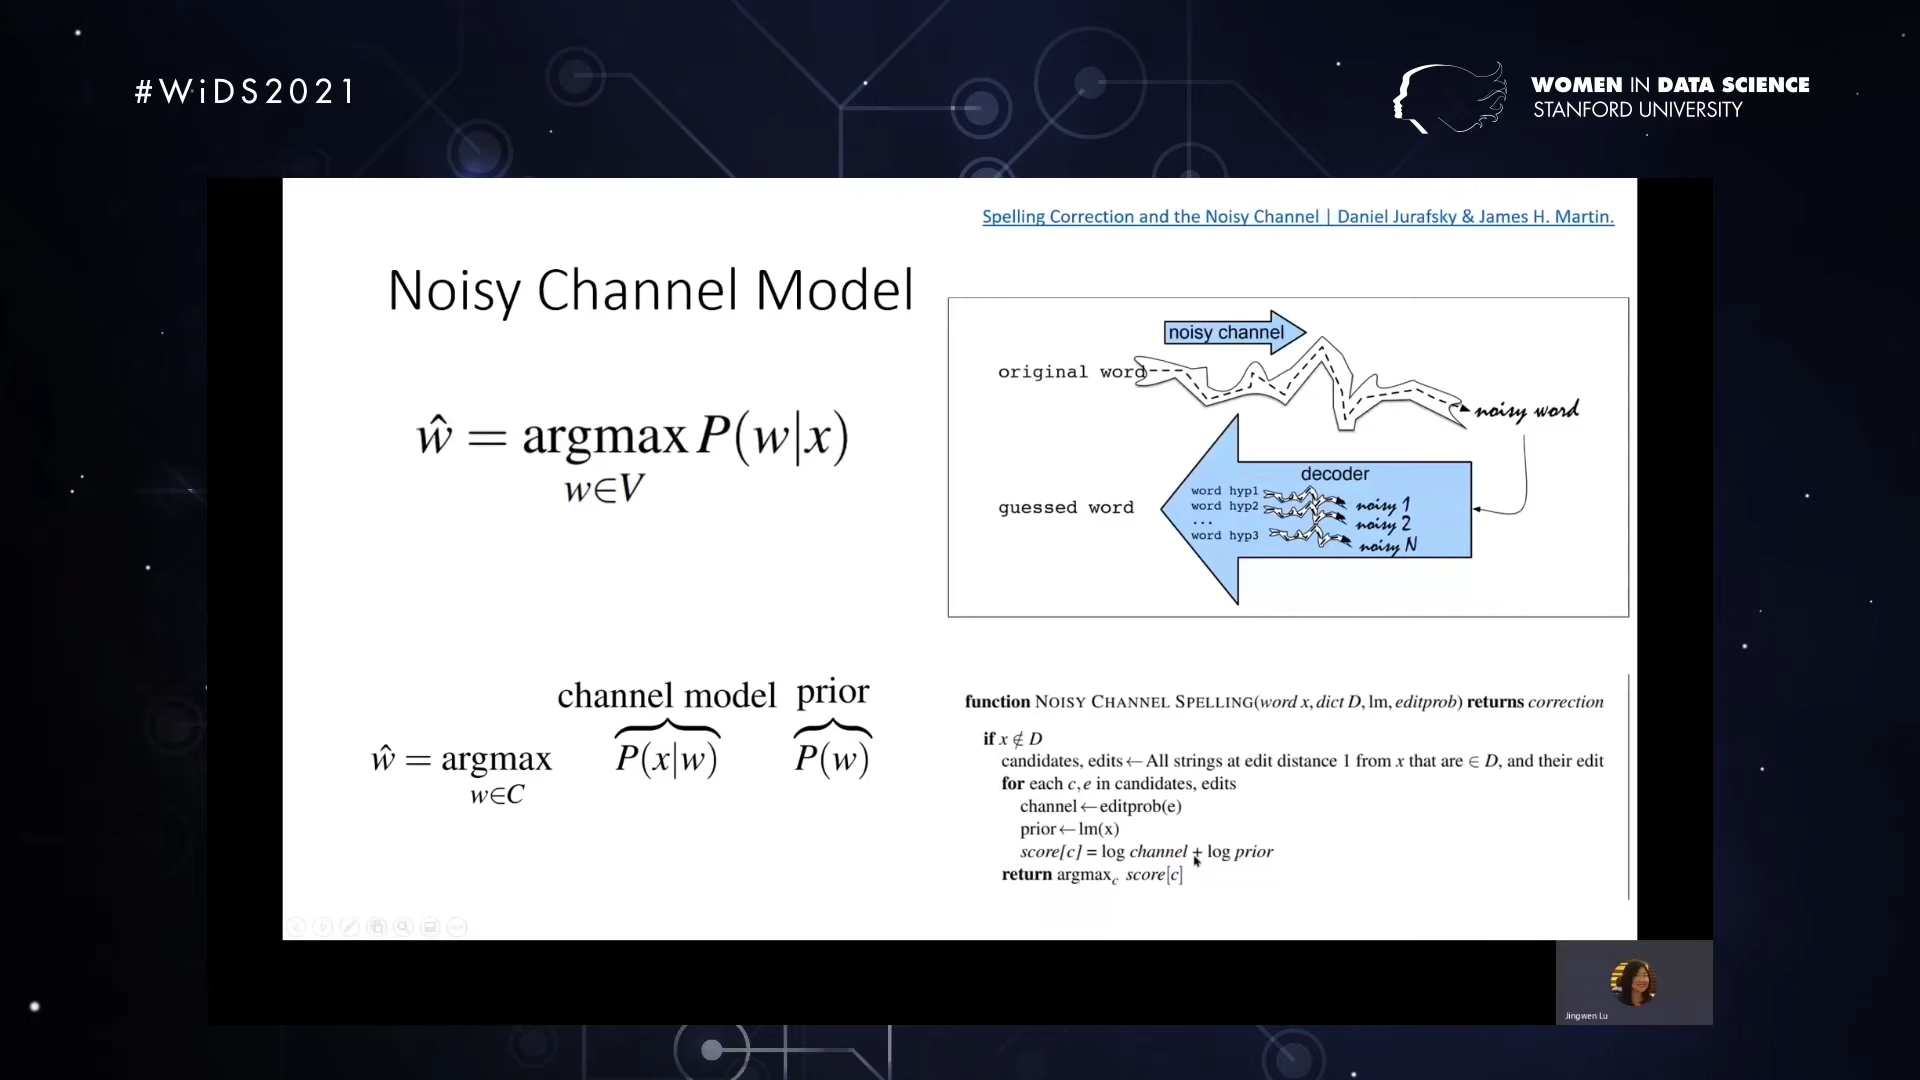 #WiDS2021
WOMEN IN DATA SCIENCE
STANFORD UNIVERSITY
Spelling Correction and the Noisy Channel | Daniel Jurafsky & James H. Martin.
Noisy Channel Model
ŵ = argmax P(w|x)
w∈V
channel model prior
ŵ = argmax P(x|w) P(w)
w∈C
noisy channel
original word
noisy word
decoder
word hyp1 noisy 1
word hyp2 noisy 2
...
word hyp3 noisy N
guessed word
function NOISY CHANNEL SPELLING(word x, dict D, lm, editprob) returns correction
if x ∉ D
candidates, edits ← All strings at edit distance 1 from x that are ∈ D, and their edit
for each c, e in candidates, edits
channel ← editprob(e)
prior ← lm(x)
score[c] = log channel + log prior
return argmax_c score[c]
Jingwen Lu